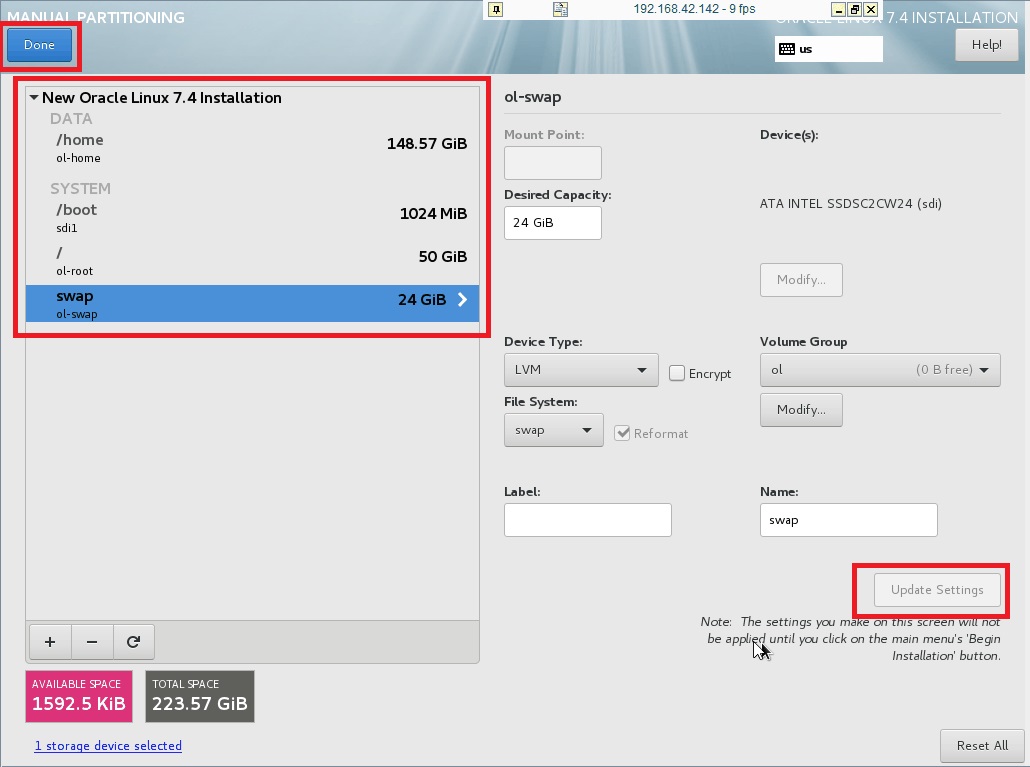 MANUAL PARTITIONING
192.168.42.142 - 9 fps
ORACLE LINUX 7.4 INSTALLATION
Done
us
Help!
New Oracle Linux 7.4 Installation
DATA
/home
148.57 GiB
ol-home
SYSTEM
/boot
1024 MiB
sdi1
/
50 GiB
ol-root
swap
24 GiB
ol-swap
+
−
AVAILABLE SPACE
1592.5 KiB
TOTAL SPACE
223.57 GiB
1 storage device selected
ol-swap
Mount Point:
Device(s):
Desired Capacity:
24 GiB
ATA INTEL SSDSC2CW24 (sdi)
Modify...
Device Type:
Volume Group
LVM
Encrypt
ol
(0 B free)
File System:
Modify...
swap
Reformat
Label:
Name:
swap
Update Settings
Note: The settings you make on this screen will not
be applied until you click on the main menu's 'Begin
Installation' button.
Reset All